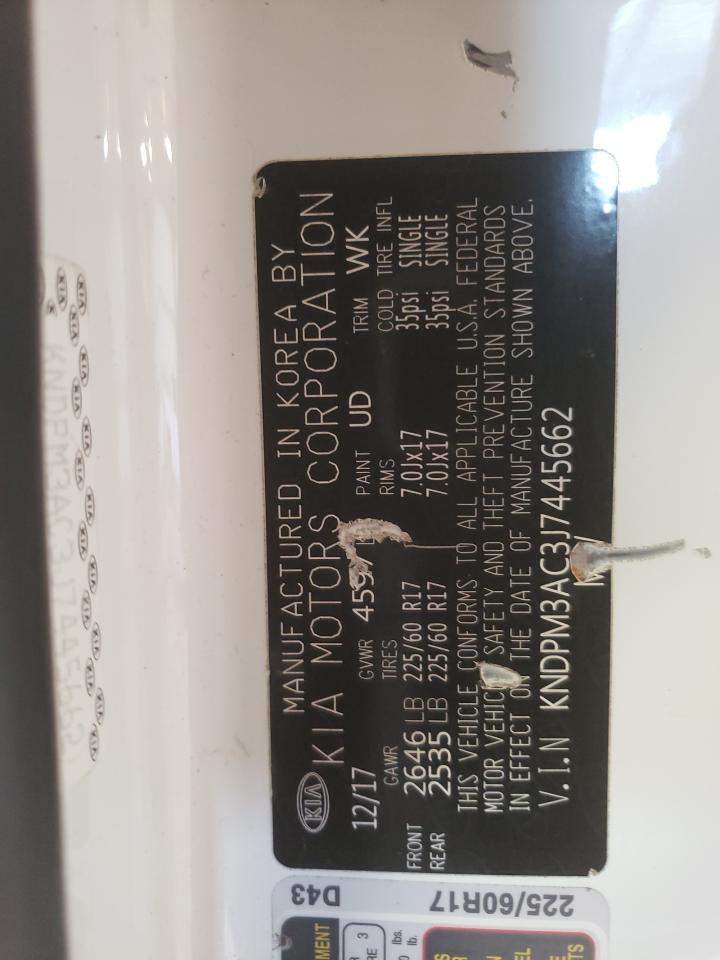 MANUFACTURED IN KOREA BY
KIA KIA MOTORS CORPORATION
12/17 GVWR PAINT UD TRIM WK
GAWR TIRES RIMS COLD TIRE INFL
FRONT 2646 LB 225/60 R17 7.0Jx17 35psi SINGLE
REAR 2535 LB 225/60 R17 7.0Jx17 35psi SINGLE
THIS VEHICLE CONFORMS TO ALL APPLICABLE U.S.A. FEDERAL
MOTOR SAFETY AND THEFT PREVENTION STANDARDS
IN EFFECT ON THE DATE OF MANUFACTURE SHOWN ABOVE.
V.I.N KNDPM3AC3J7445662
KNDPM3AC3J7445662
D43
225/60R17